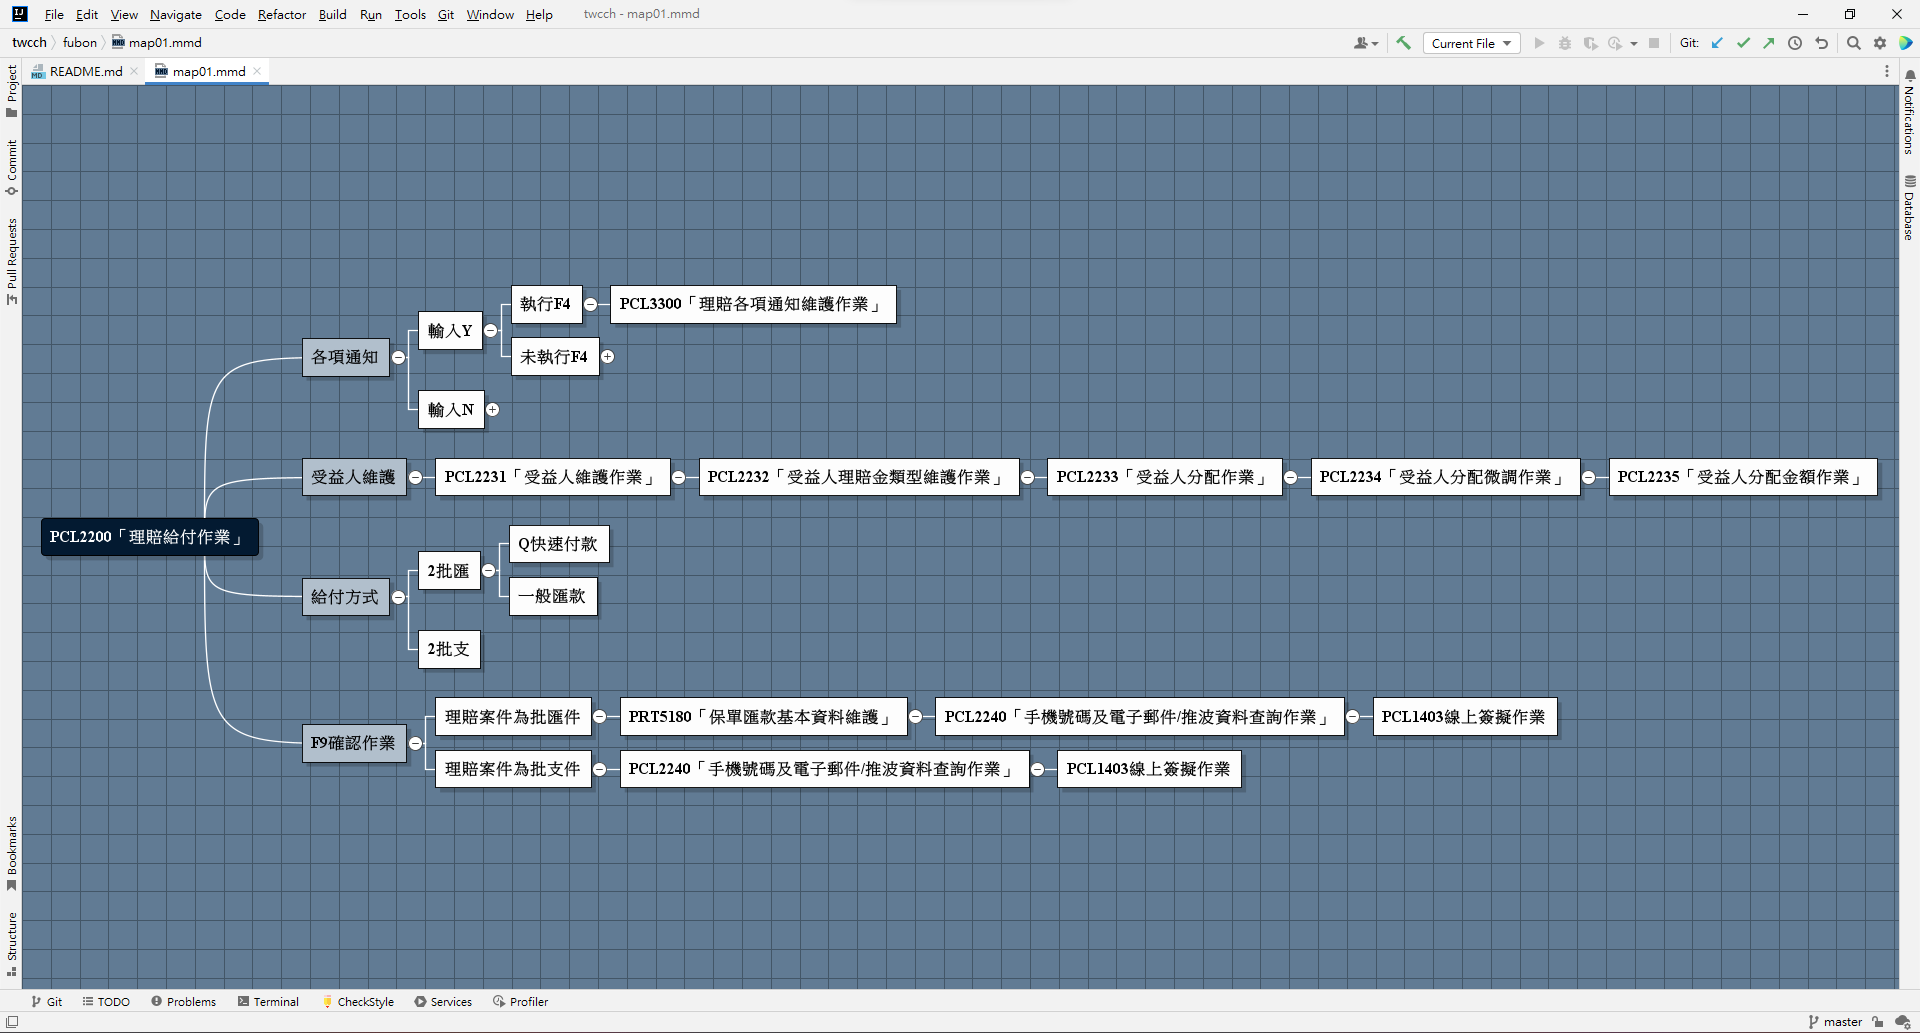 File Edit View Navigate Code Refactor Build Run Tools Git Window Help twcch - map01.mmd
twcch fubon map01.mmd Current File Git:
README.md map01.mmd
Project
Commit
Pull Requests
Bookmarks
Structure
Notifications
Database
PCL2200「理賠給付作業」
各項通知
輸入Y
執行F4
PCL3300「理賠各項通知維護作業」
未執行F4
輸入N
受益人維護
PCL2231「受益人維護作業」
PCL2232「受益人理賠金類型維護作業」
PCL2233「受益人分配作業」
PCL2234「受益人分配微調作業」
PCL2235「受益人分配金額作業」
給付方式
2批匯
Q快速付款
一般匯款
2批支
F9確認作業
理賠案件為批匯件
PRT5180「保單匯款基本資料維護」
PCL2240「手機號碼及電子郵件/推波資料查詢作業」
PCL1403線上簽擬作業
理賠案件為批支件
PCL2240「手機號碼及電子郵件/推波資料查詢作業」
PCL1403線上簽擬作業
Git TODO Problems Terminal CheckStyle Services Profiler
master